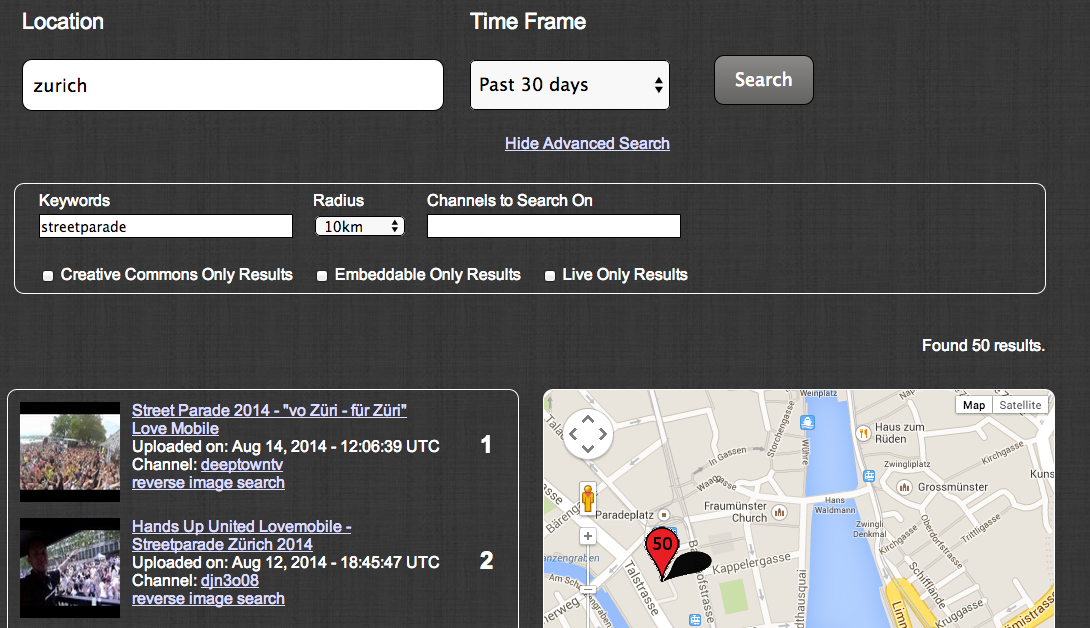 Location
Time Frame
zurich
Past 30 days
Search
Hide Advanced Search
Keywords
Radius
Channels to Search On
streetparade
10km
Creative Commons Only Results
Embeddable Only Results
Live Only Results
Found 50 results.
Street Parade 2014 - "vo Züri - für Züri"
Love Mobile
Uploaded on: Aug 14, 2014 - 12:06:39 UTC
Channel: deeptowntv
reverse image search
1
Hands Up United Lovemobile -
Streetparade Zürich 2014
Uploaded on: Aug 12, 2014 - 18:45:47 UTC
Channel: djn3o08
reverse image search
2
Weinplatz
Map
Satellite
Storchengasse
Wühre
Haus zum
Rüden
Kirchgasse
In Gassen
Zwingliplatz
Waaggasse
Grossmünster
Kuns
Paradeplatz
Fraumünster
Church
Hans
Waldmann
Zwingli
Denkmal
Oberdorfstrasse
Trittligasse
Kirchgasse
50
Kappelergasse
Talstrasse
Schifflände
Kruggasse
Limm